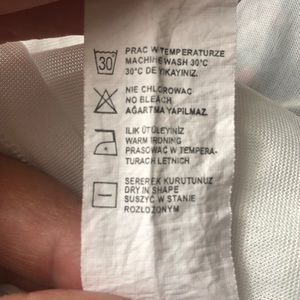 30
PRAC W TEMPERATURZE
MACHINE WASH 30°C
30°C DE YIKAYINIZ.
NIE CHLOROWAC
NO BLEACH
AĞARTMA YAPILMAZ.
ILIK ÜTÜLEYİNİZ
WARM IRONING
PRASOWAĆ W TEMPERA-
TURACH LETNICH
SEREREK KURUTUNUZ
DRY IN SHAPE
SUSZYĆ W STANIE
ROZŁOŻONYM